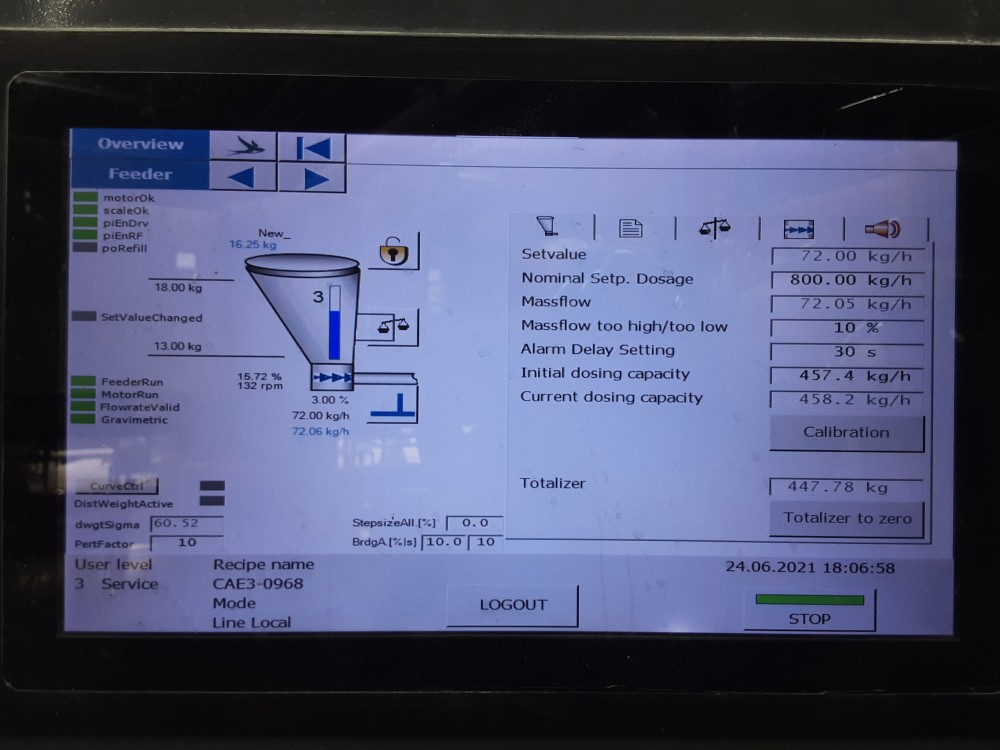 Overview
Feeder
motorOk
scaleOk
piEnDrv
piEnRF
poRefill
New_
16.25 kg
18.00 kg
3
SetValueChanged
13.00 kg
FeederRun
MotorRun
FlowrateValid
Gravimetric
15.72 %
132 rpm
3.00 %
72.00 kg/h
72.06 kg/h
Setvalue 72.00 kg/h
Nominal Setp. Dosage 800.00 kg/h
Massflow 72.05 kg/h
Massflow too high/too low 10 %
Alarm Delay Setting 30 s
Initial dosing capacity 457.4 kg/h
Current dosing capacity 458.2 kg/h
Calibration
Totalizer 447.78 kg
Totalizer to zero
CurveCtrl
DistWeightActive
dwgtSigma 60.52
PertFactor 10
StepsizeAll.[%] 0.0
BrdgA.[%|s] 10.0 10
User level
3 Service
Recipe name
CAE3-0968
Mode
Line Local
LOGOUT
24.06.2021 18:06:58
STOP